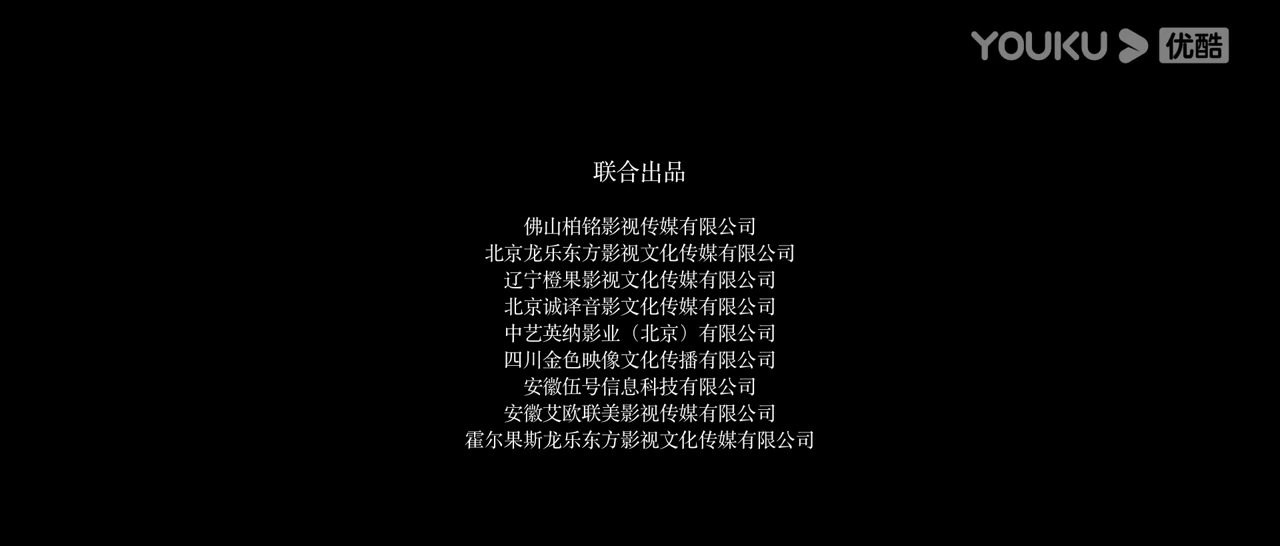 YOUKU 优酷
联合出品
佛山柏铭影视传媒有限公司
北京龙乐东方影视文化传媒有限公司
辽宁橙果影视文化传媒有限公司
北京诚译音影文化传媒有限公司
中艺英纳影业（北京）有限公司
四川金色映像文化传播有限公司
安徽伍号信息科技有限公司
安徽艾欧联美影视传媒有限公司
霍尔果斯龙乐东方影视文化传媒有限公司